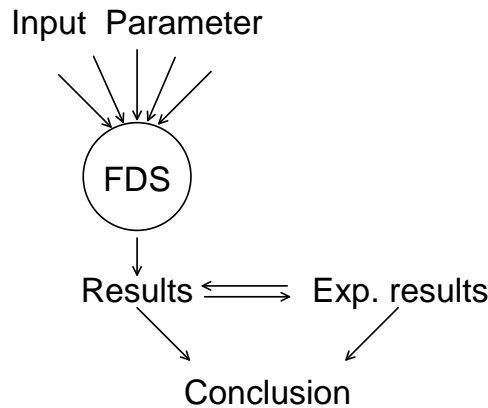 Input Parameter
FDS
Results
Exp. results
Conclusion